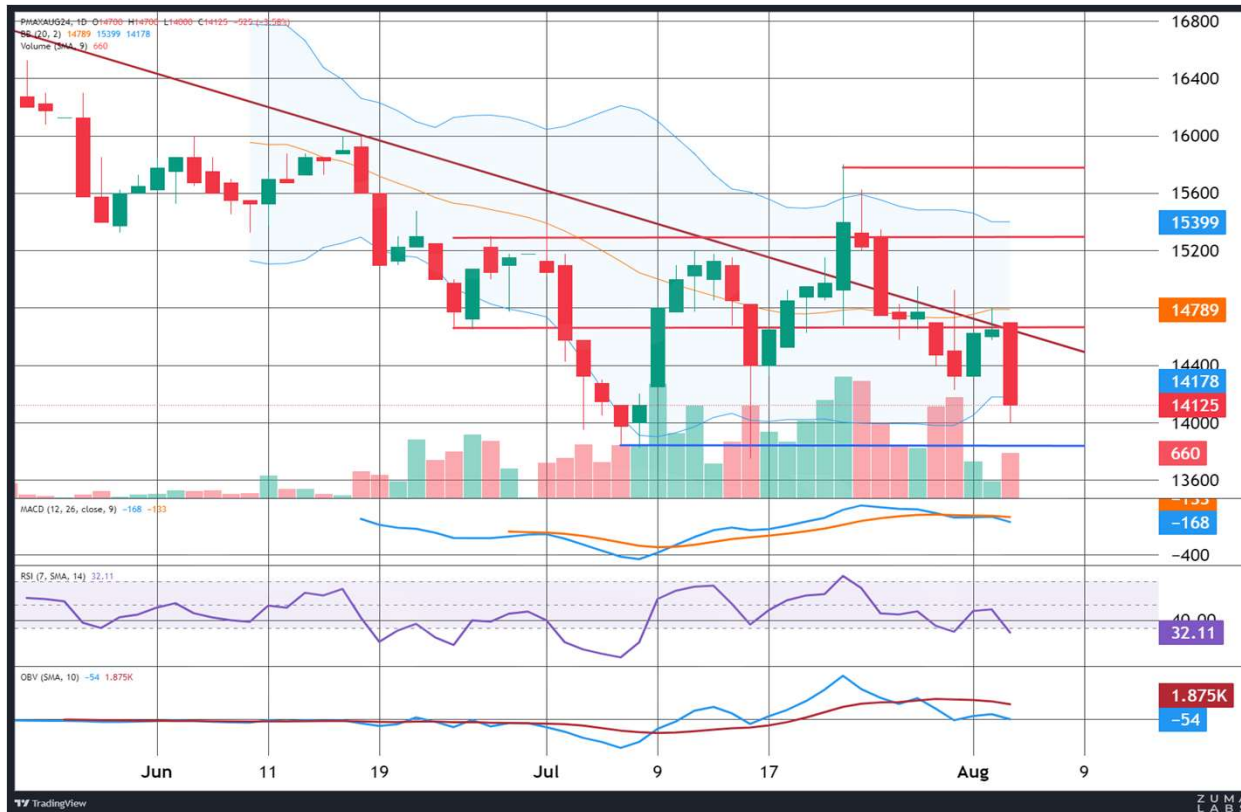 PMAXAUG24, 1D O14700 H14700 L14000 C14125 −525 (−3.58%)
BB (20, 2) 14789 15399 14178
Volume (SMA, 9) 660
16800
16400
16000
15600
15399
15200
14789
14400
14178
14125
14000
660
13600
MACD (12, 26, close, 9) −168 −133
−133
−168
−400
RSI (7, SMA, 14) 32.11
40.00
32.11
OBV (SMA, 10) −54 1.875K
1.875K
−54
Jun 11 19 Jul 9 17 Aug 9
TradingView